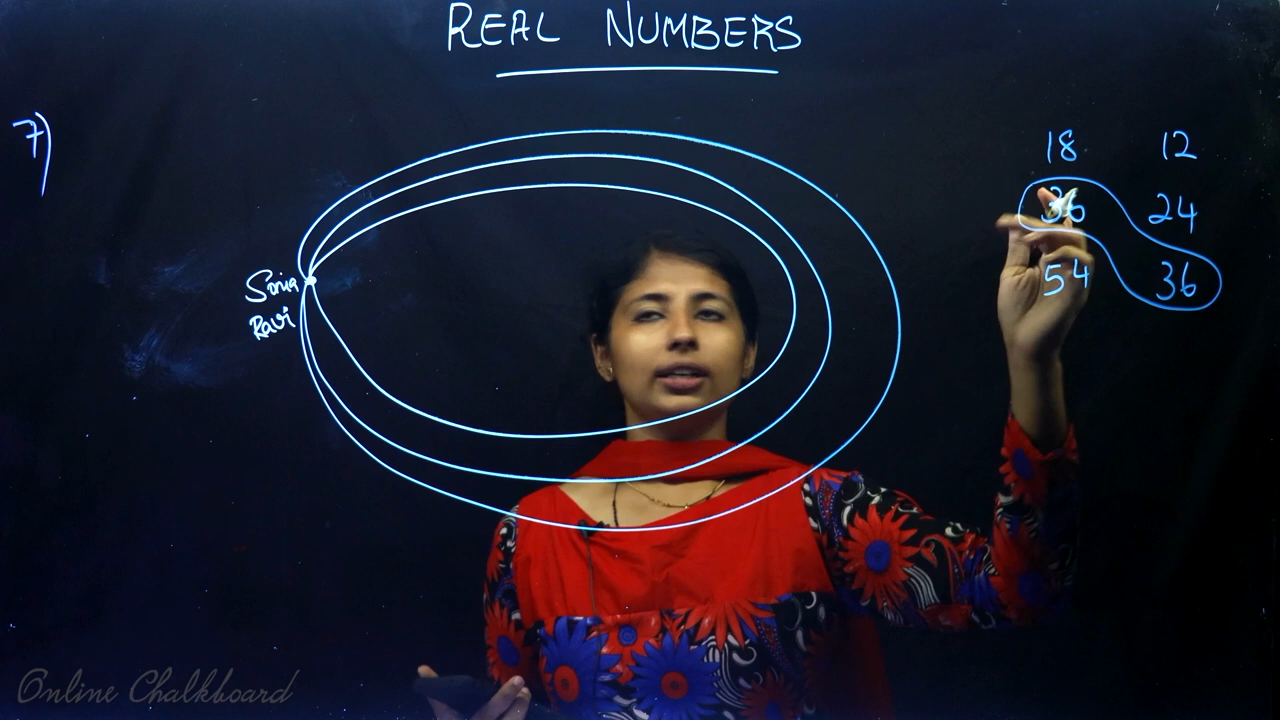 REAL NUMBERS
7)
18 12
36 24
54 36
Sonia
Ravi
Online Chalkboard